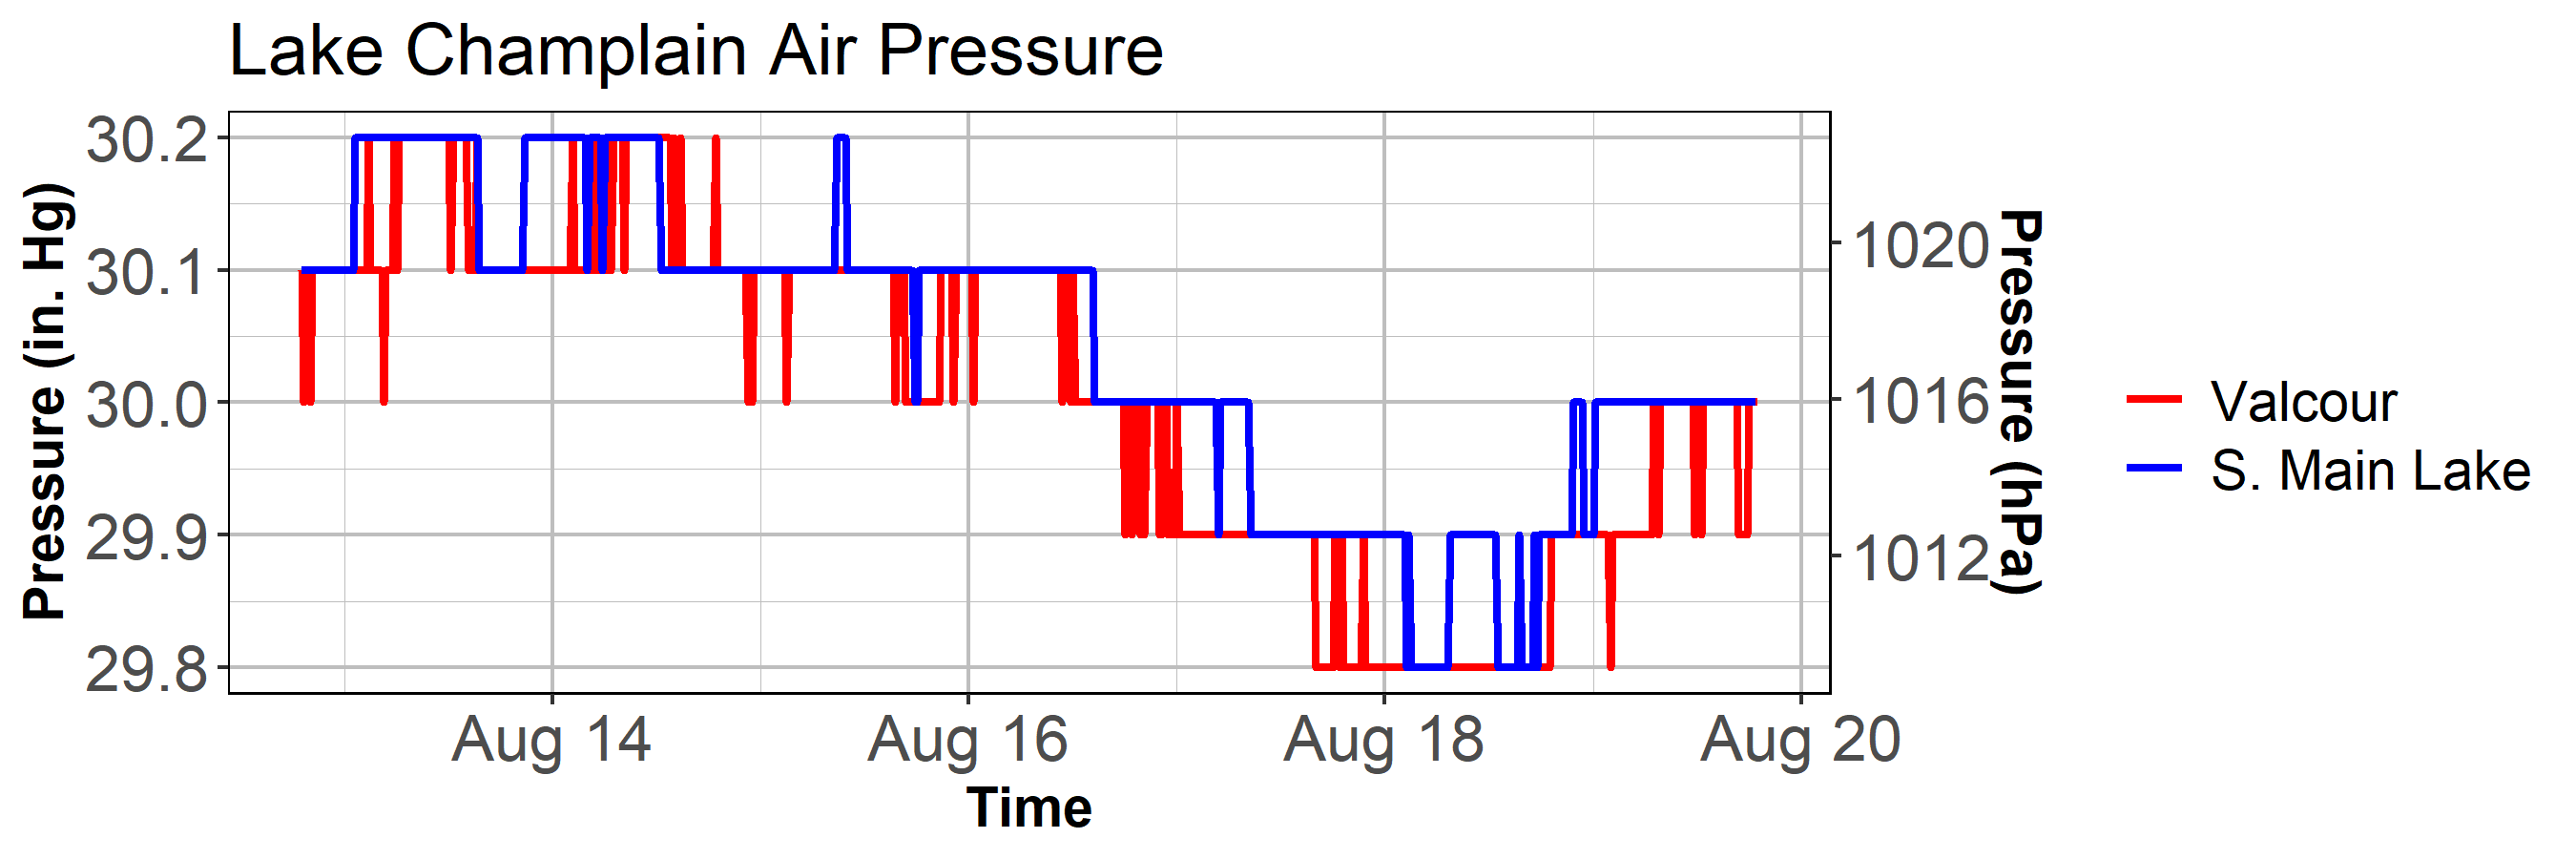 Lake Champlain Air Pressure
Pressure (in. Hg)
30.2
30.1
30.0
29.9
29.8
1020
1016
1012
Pressure (hPa)
Valcour
S. Main Lake
Aug 14
Aug 16
Aug 18
Aug 20
Time